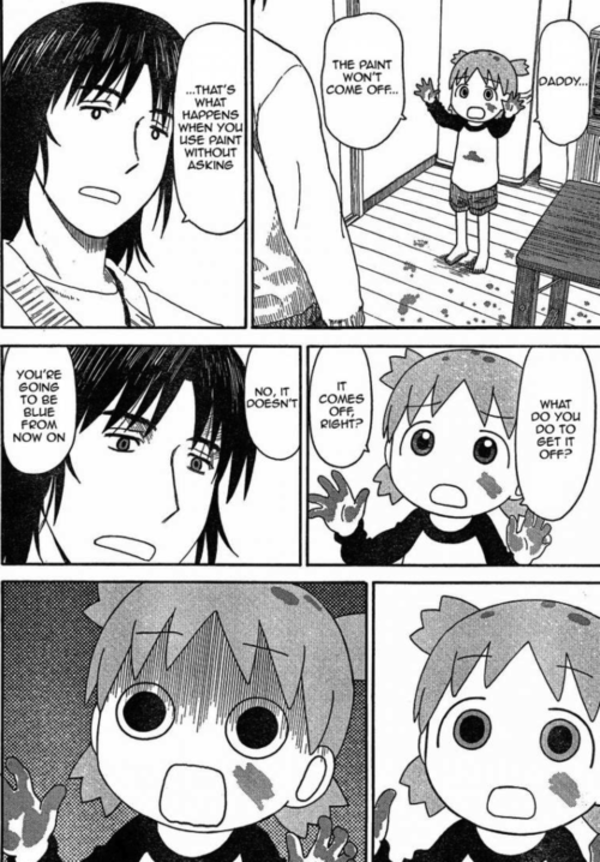 DADDY...
THE PAINT
WON'T
COME OFF...
...THAT'S
WHAT
HAPPENS
WHEN YOU
USE PAINT
WITHOUT
ASKING
WHAT
DO YOU
DO TO
GET IT
OFF?
IT
COMES
OFF,
RIGHT?
NO, IT
DOESN'T
YOU'RE
GOING
TO BE
BLUE
FROM
NOW ON